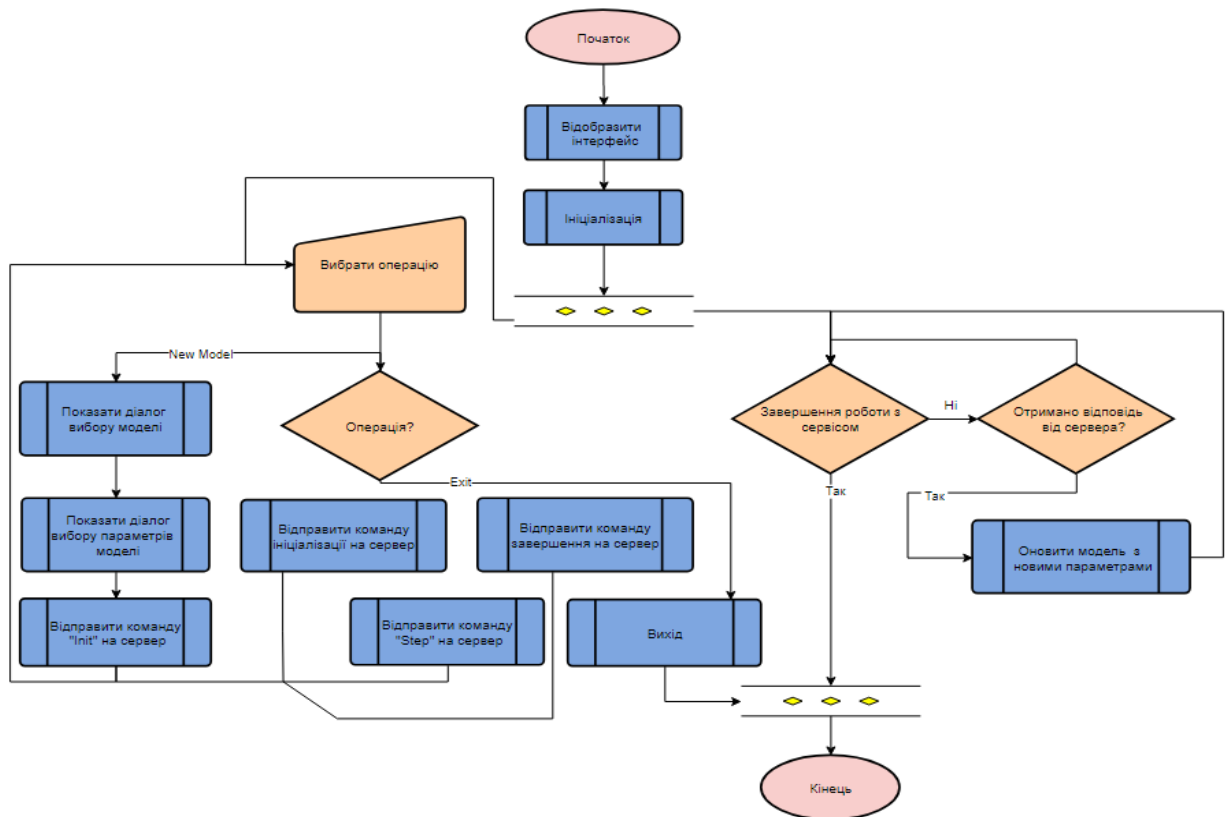 Початок
Відобразити
інтерфейс
Ініціалізація
Вибрати операцію
New Model
Показати діалог
вибору моделі
Операція?
Завершення роботи з
сервісом
Ні
Отримано відповідь
від сервера?
Exit
Так
Так
Показати діалог
вибору параметрів
моделі
Відправити команду
ініціалізації на сервер
Відправити команду
завершення на сервер
Оновити модель з
новими параметрами
Відправити команду
"Init" на сервер
Відправити команду
"Step" на сервер
Вихід
Кінець